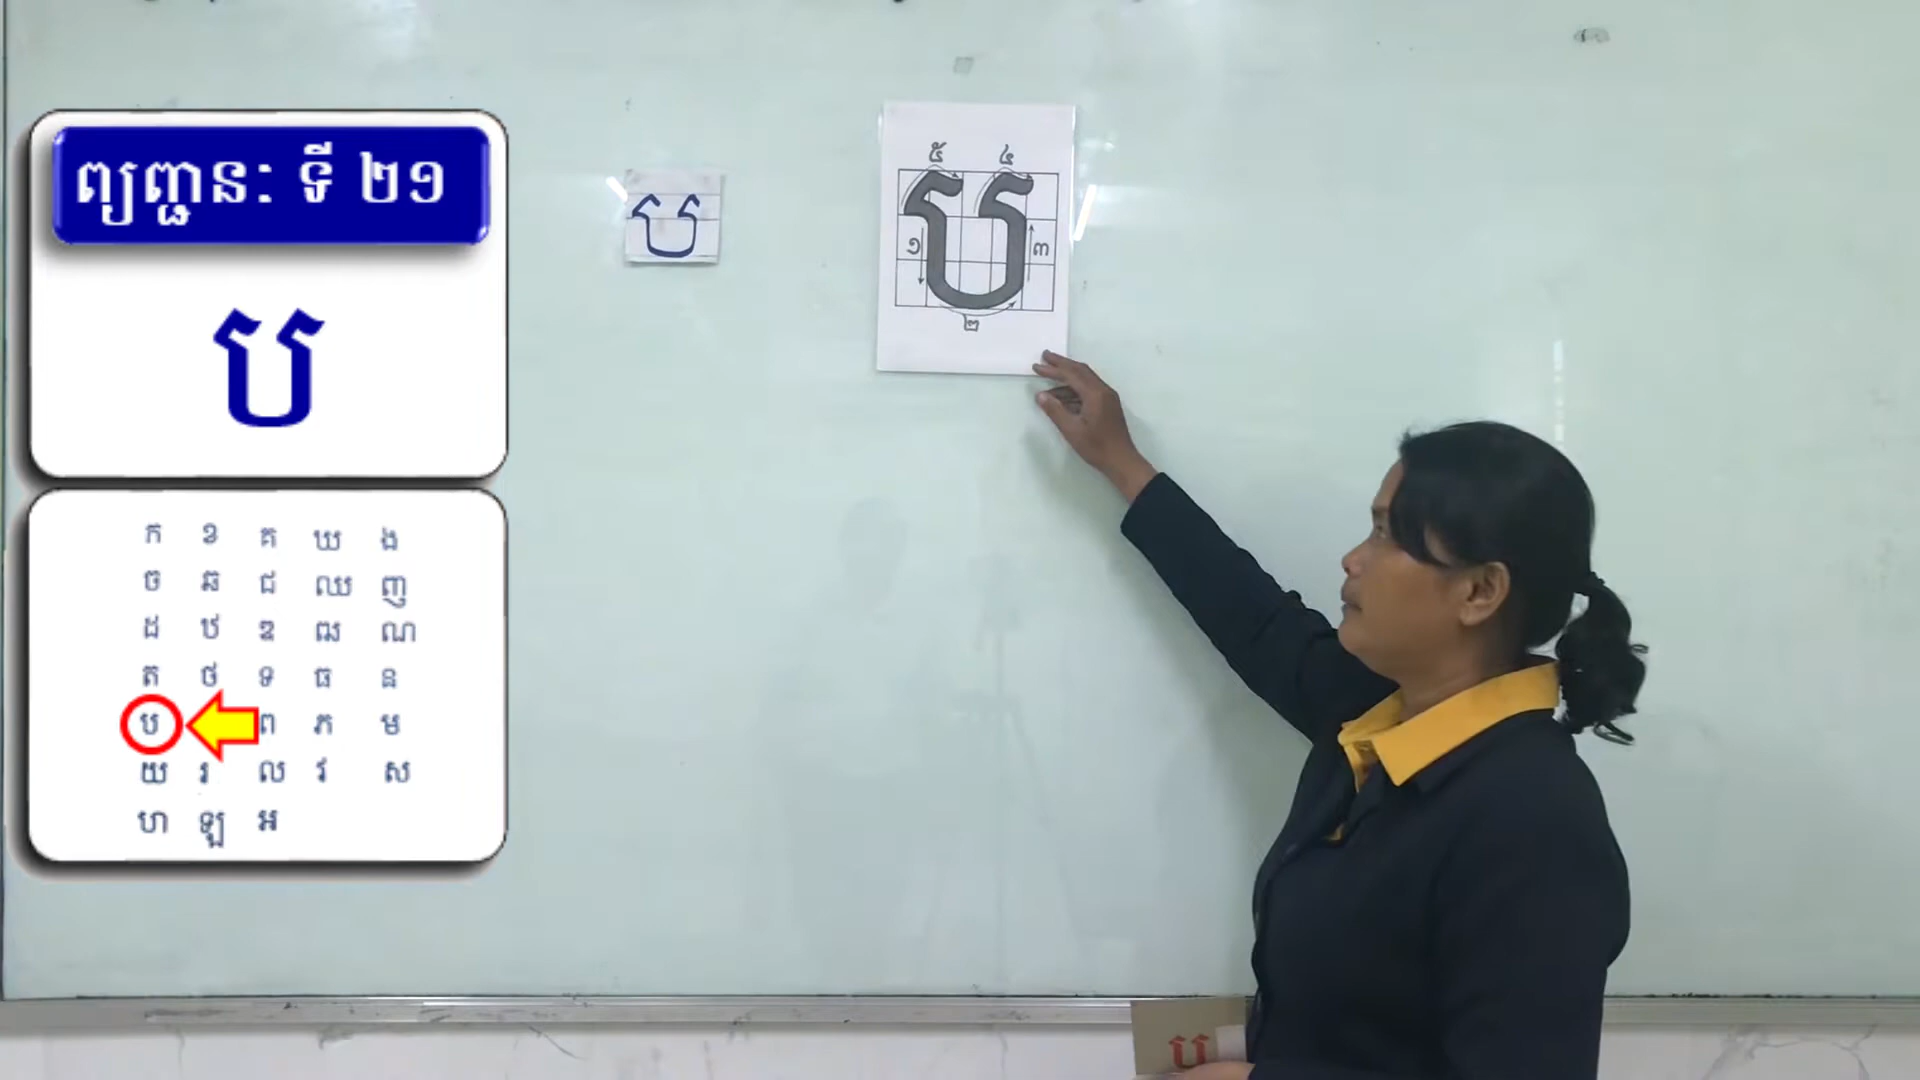 ព្យញ្ជនៈ ទី ២១
ប
ក ខ គ ឃ ង
ច ឆ ជ ឈ ញ
ដ ឋ ឌ ឍ ណ
ត ថ ទ ធ ន
ប ព ភ ម
យ រ ល វ ស
ហ ឡ អ
ប
៥ ៤
ប
១ ៣
២
ប